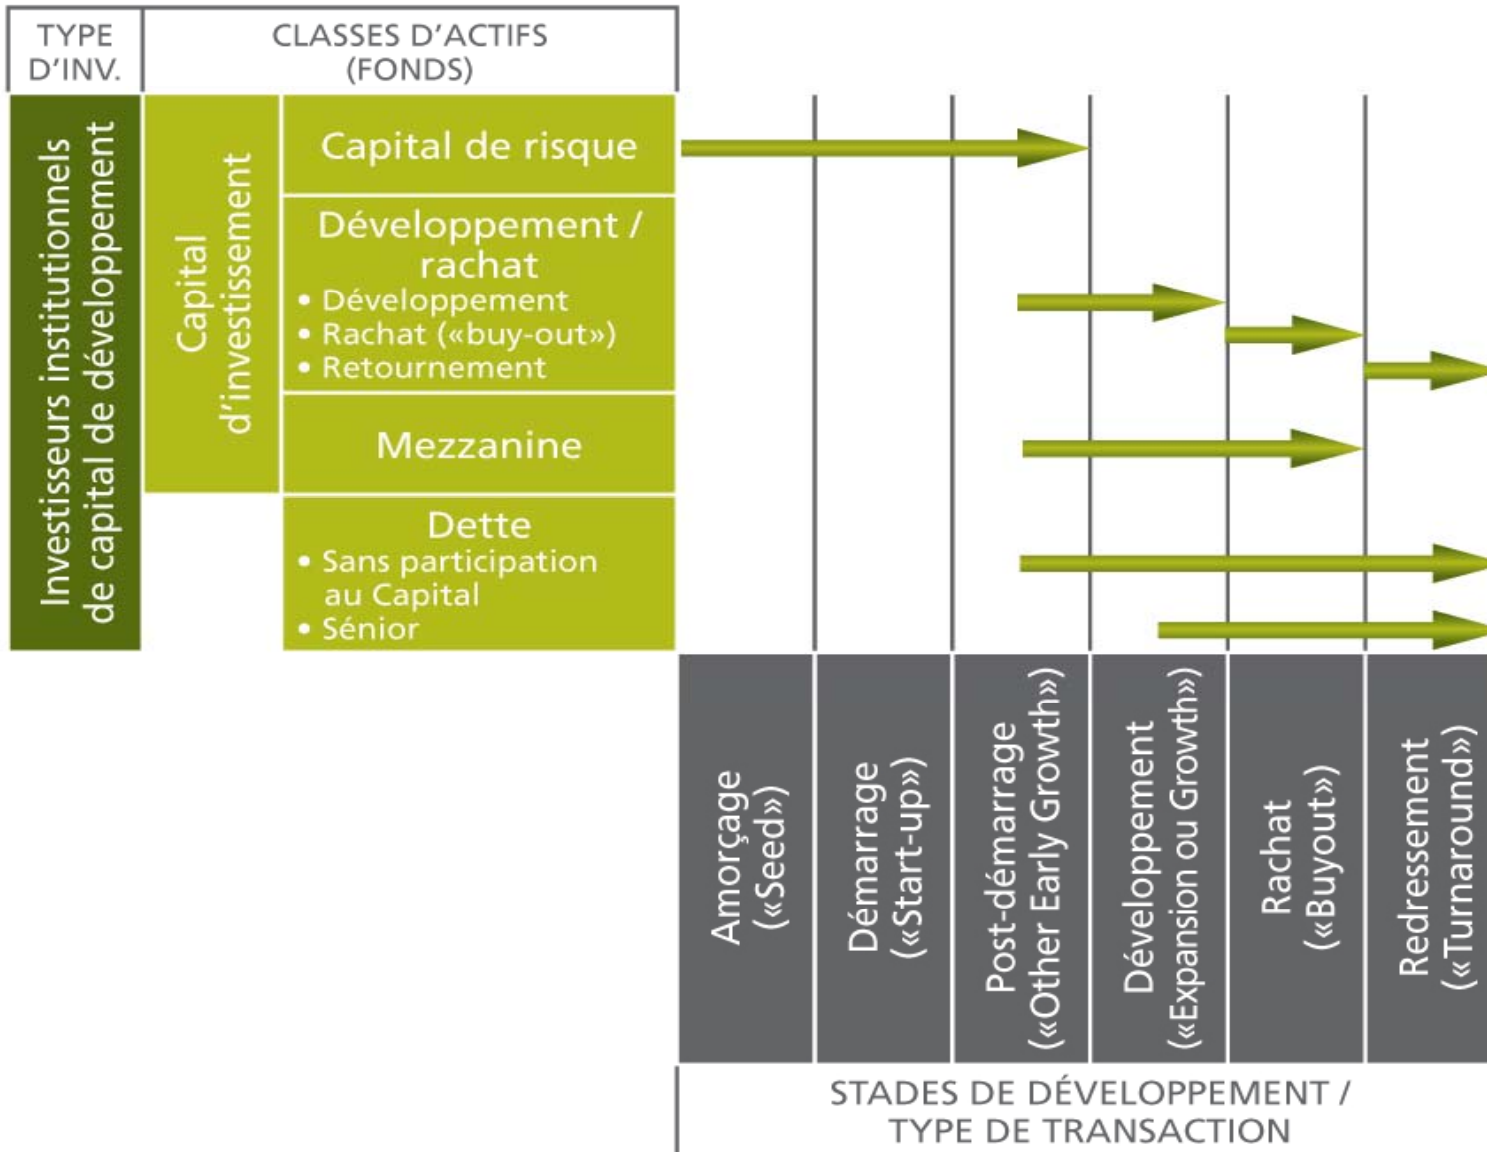 TYPE
D'INV.
CLASSES D'ACTIFS
(FONDS)
Investisseurs institutionnels
de capital de développement
Capital
d'investissement
Capital de risque
Développement /
rachat
• Développement
• Rachat («buy-out»)
• Retournement
Mezzanine
Dette
• Sans participation
au Capital
• Sénior
Amorçage
(«Seed»)
Démarrage
(«Start-up»)
Post-démarrage
(«Other Early Growth»)
Développement
(«Expansion ou Growth»)
Rachat
(«Buyout»)
Redressement
(«Turnaround»)
STADES DE DÉVELOPPEMENT /
TYPE DE TRANSACTION